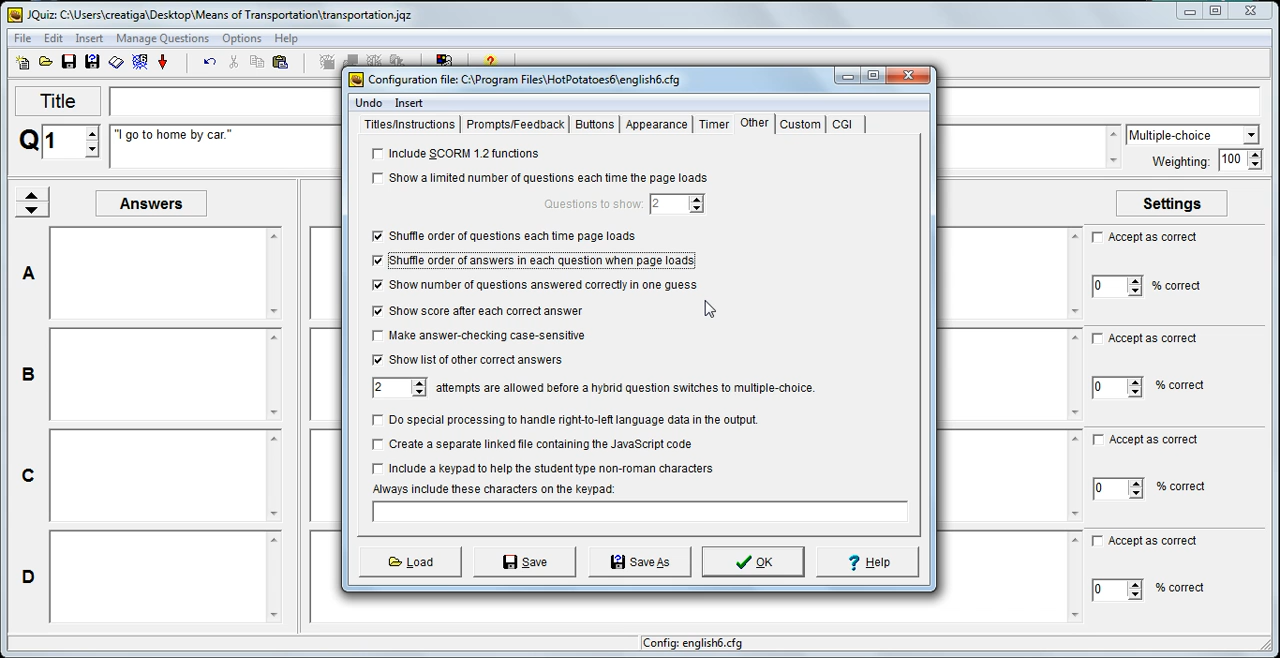 JQuiz: C:\Users\creatiga\Desktop\Means of Transportation\transportation.jqz
File Edit Insert Manage Questions Options Help
Configuration file: C:\Program Files\HotPotatoes6\english6.cfg
Undo Insert
Titles/Instructions Prompts/Feedback Buttons Appearance Timer Other Custom CGI
Include SCORM 1.2 functions
Show a limited number of questions each time the page loads
Questions to show: 2
Shuffle order of questions each time page loads
Shuffle order of answers in each question when page loads
Show number of questions answered correctly in one guess
Show score after each correct answer
Make answer-checking case-sensitive
Show list of other correct answers
2 attempts are allowed before a hybrid question switches to multiple-choice.
Do special processing to handle right-to-left language data in the output.
Create a separate linked file containing the JavaScript code
Include a keypad to help the student type non-roman characters
Always include these characters on the keypad:
Load Save Save As OK Help
Title
Q 1 "I go to home by car." Multiple-choice
Weighting: 100
Answers Settings
A Accept as correct
0 % correct
B Accept as correct
0 % correct
C Accept as correct
0 % correct
D Accept as correct
0 % correct
Config: english6.cfg